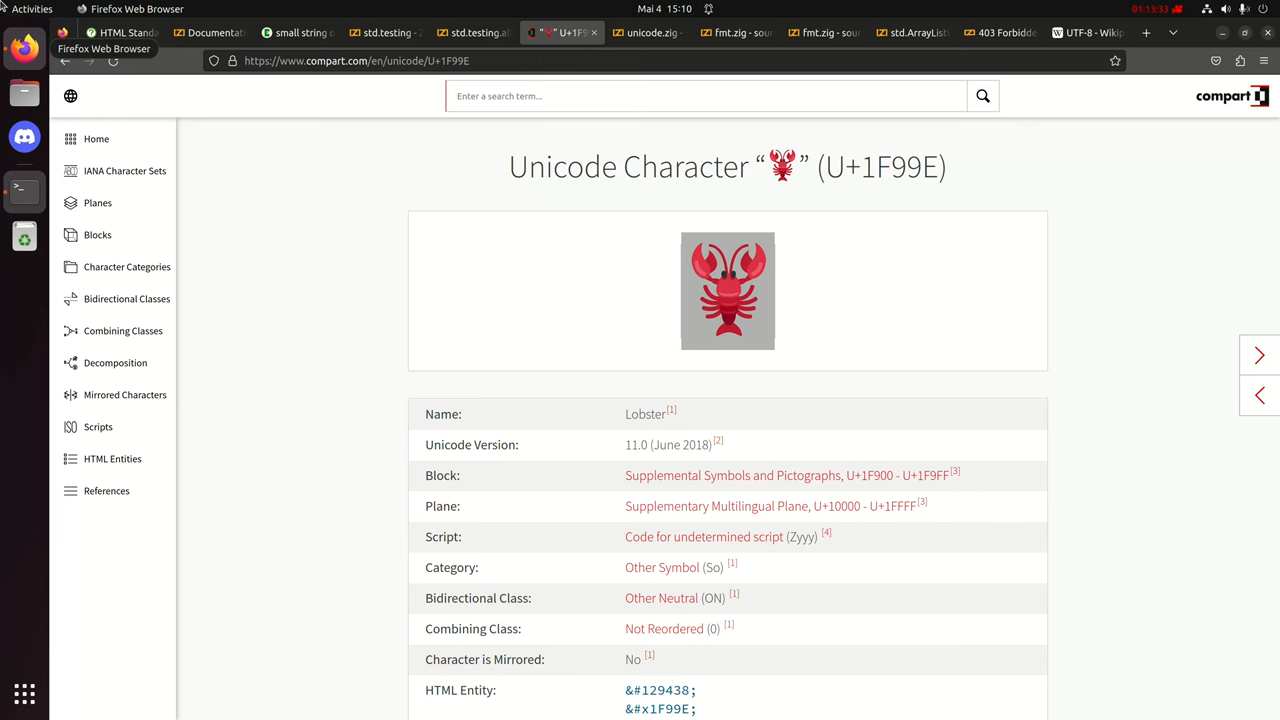 Activities
Firefox Web Browser
Mai 4 15:10
01:13:33
HTML Standa
Documentati
small string o
std.testing - Z
std.testing.al
“🦞” U+1F9
unicode.zig -
fmt.zig - sour
fmt.zig - sour
std.ArrayList
403 Forbidde
UTF-8 - Wikip
Firefox Web Browser
https://www.compart.com/en/unicode/U+1F99E
Enter a search term...
compart
Home
IANA Character Sets
Planes
Blocks
Character Categories
Bidirectional Classes
Combining Classes
Decomposition
Mirrored Characters
Scripts
HTML Entities
References
Unicode Character “🦞” (U+1F99E)
Name: Lobster[1]
Unicode Version: 11.0 (June 2018)[2]
Block: Supplemental Symbols and Pictographs, U+1F900 - U+1F9FF[3]
Plane: Supplementary Multilingual Plane, U+10000 - U+1FFFF[3]
Script: Code for undetermined script (Zyyy) [4]
Category: Other Symbol (So) [1]
Bidirectional Class: Other Neutral (ON) [1]
Combining Class: Not Reordered (0) [1]
Character is Mirrored: No [1]
HTML Entity: &#129438;
&#x1F99E;